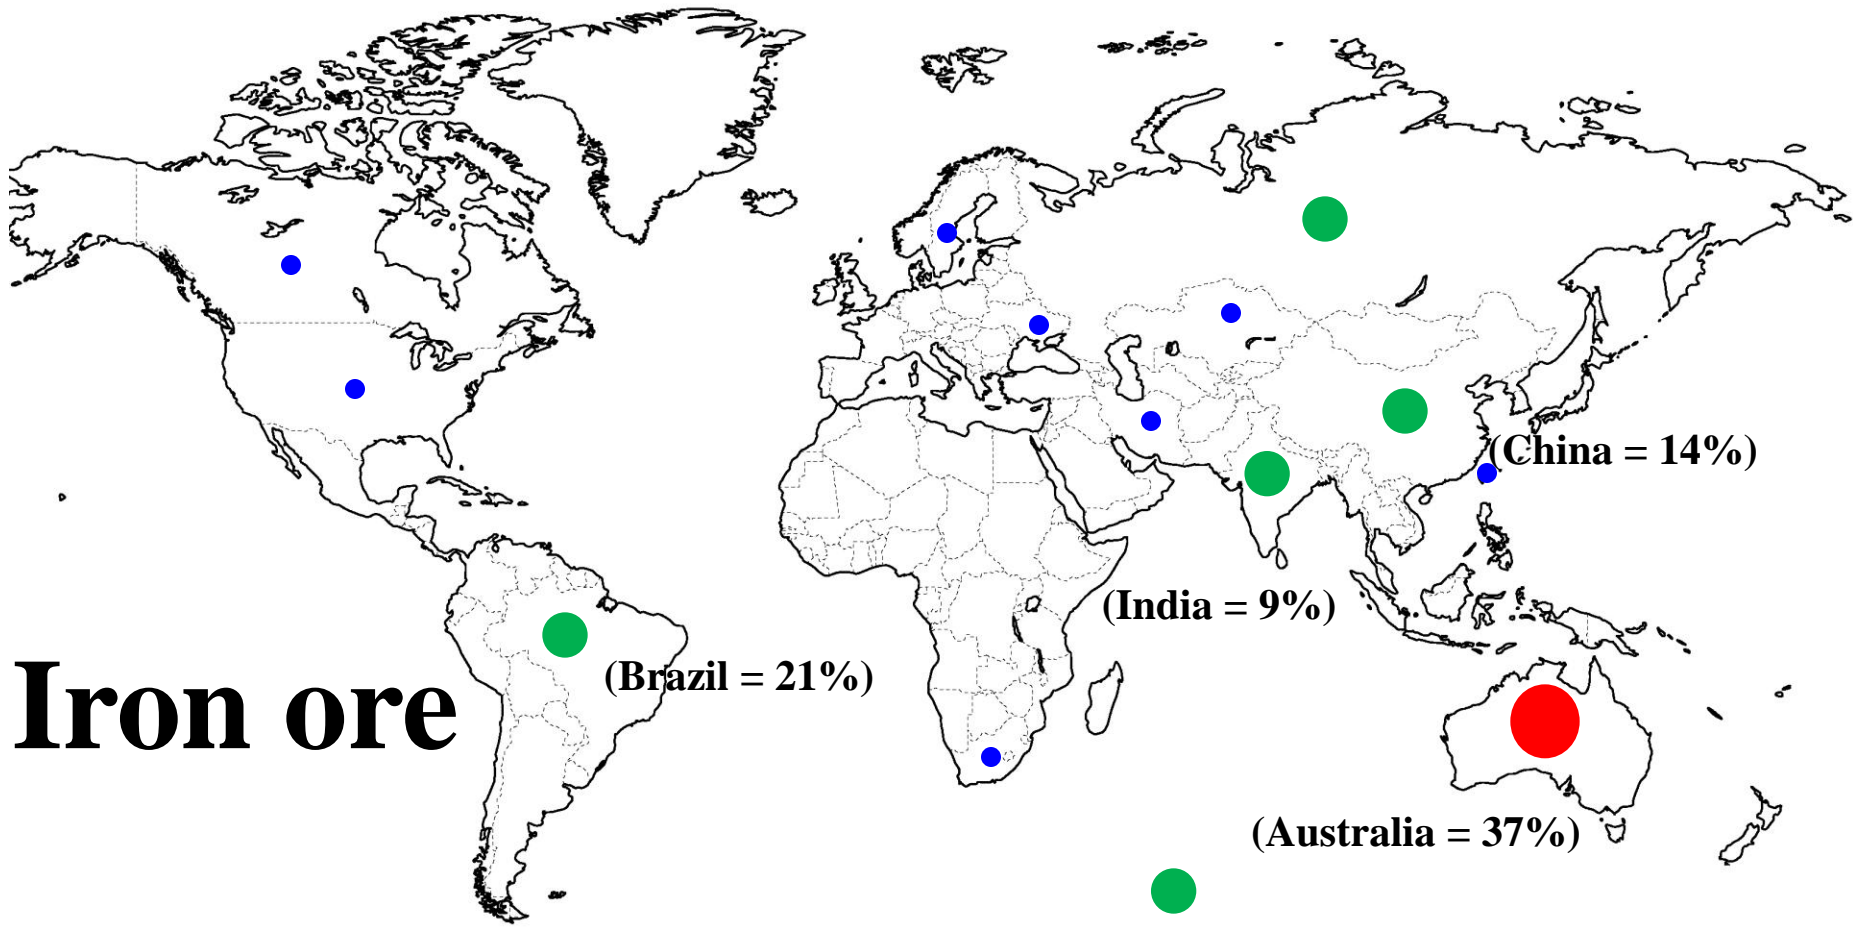 (China = 14%)
(India = 9%)
(Brazil = 21%)
Iron ore
(Australia = 37%)